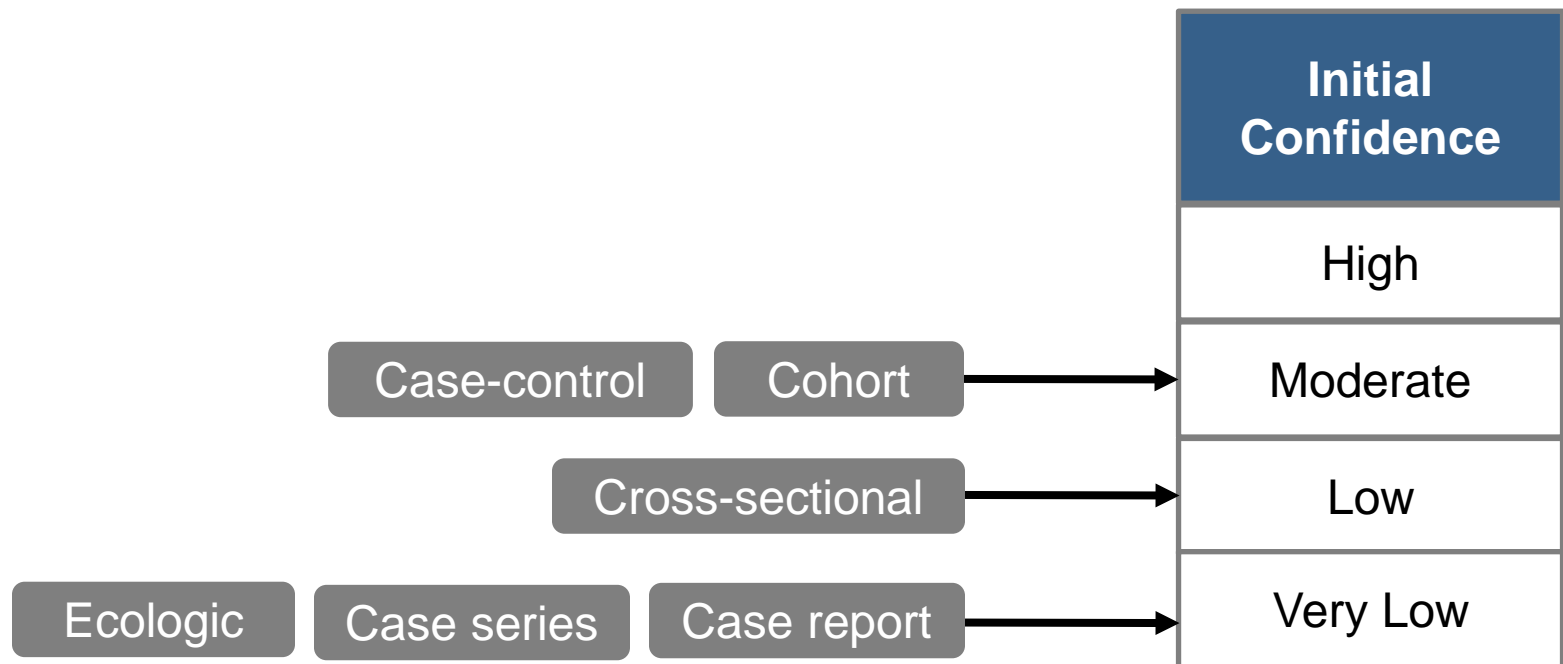 Initial
Confidence
High
Case-control Cohort Moderate
Cross-sectional Low
Ecologic Case series Case report Very Low